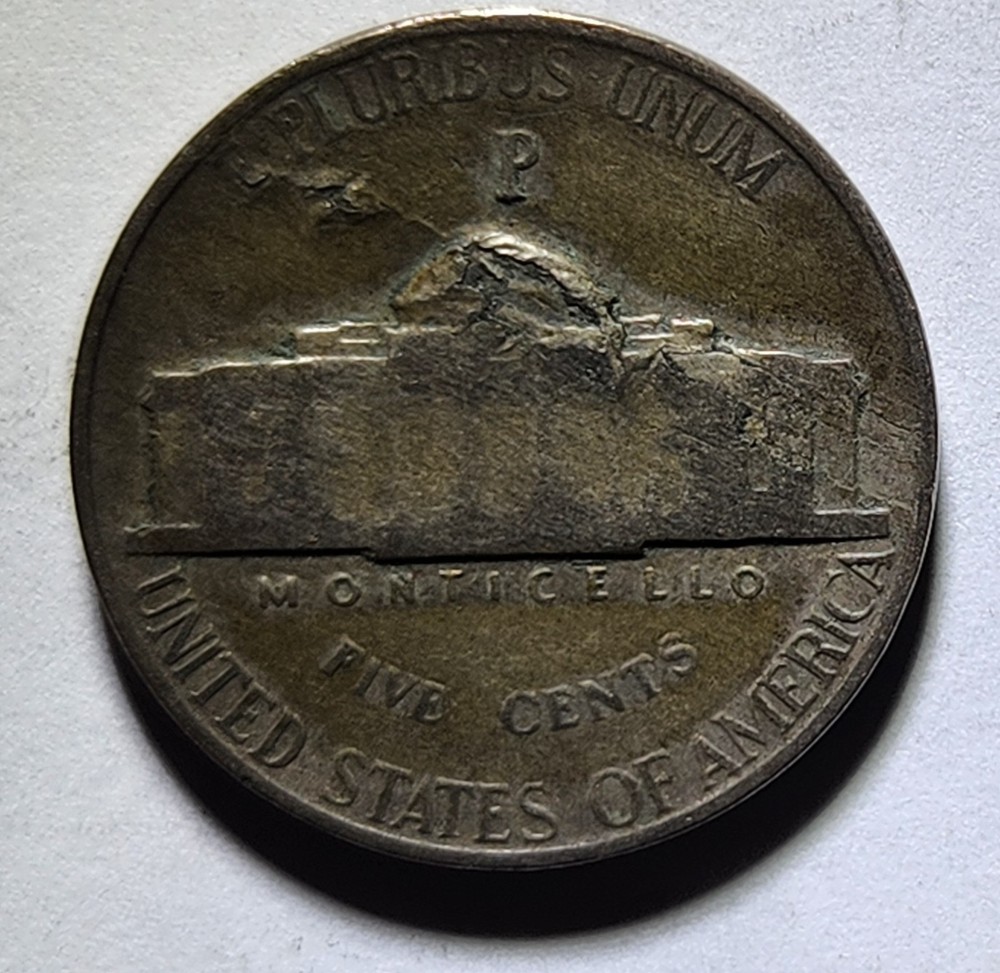 E PLURIBUS UNUM
P
MONTICELLO
FIVE CENTS
UNITED STATES OF AMERICA